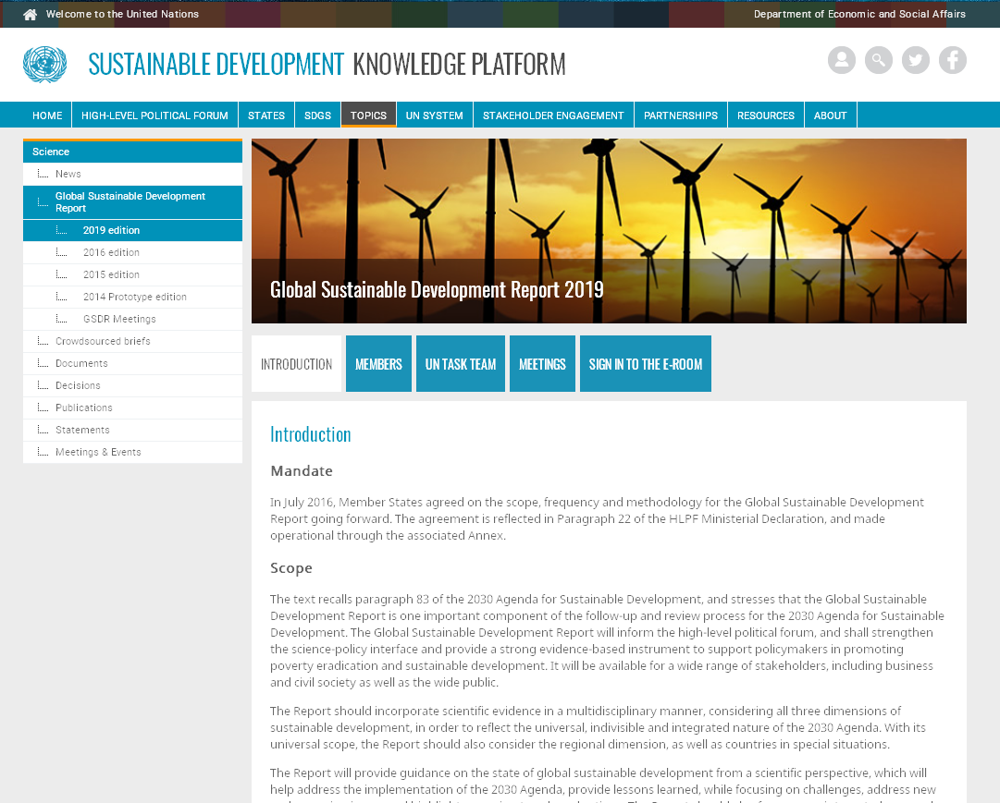 Welcome to the United Nations
Department of Economic and Social Affairs
SUSTAINABLE DEVELOPMENT KNOWLEDGE PLATFORM
HOME
HIGH-LEVEL POLITICAL FORUM
STATES
SDGS
TOPICS
UN SYSTEM
STAKEHOLDER ENGAGEMENT
PARTNERSHIPS
RESOURCES
ABOUT
Science
News
Global Sustainable Development
Report
2019 edition
2016 edition
2015 edition
2014 Prototype edition
GSDR Meetings
Crowdsourced briefs
Documents
Decisions
Publications
Statements
Meetings & Events
Global Sustainable Development Report 2019
INTRODUCTION
MEMBERS
UN TASK TEAM
MEETINGS
SIGN IN TO THE E-ROOM
Introduction
Mandate
In July 2016, Member States agreed on the scope, frequency and methodology for the Global Sustainable Development
Report going forward. The agreement is reflected in Paragraph 22 of the HLPF Ministerial Declaration, and made
operational through the associated Annex.
Scope
The text recalls paragraph 83 of the 2030 Agenda for Sustainable Development, and stresses that the Global Sustainable
Development Report is one important component of the follow-up and review process for the 2030 Agenda for Sustainable
Development. The Global Sustainable Development Report will inform the high-level political forum, and shall strengthen
the science-policy interface and provide a strong evidence-based instrument to support policymakers in promoting
poverty eradication and sustainable development. It will be available for a wide range of stakeholders, including business
and civil society as well as the wide public.
The Report should incorporate scientific evidence in a multidisciplinary manner, considering all three dimensions of
sustainable development, in order to reflect the universal, indivisible and integrated nature of the 2030 Agenda. With its
universal scope, the Report should also consider the regional dimension, as well as countries in special situations.
The Report will provide guidance on the state of global sustainable development from a scientific perspective, which will
help address the implementation of the 2030 Agenda, provide lessons learned, while focusing on challenges, address new